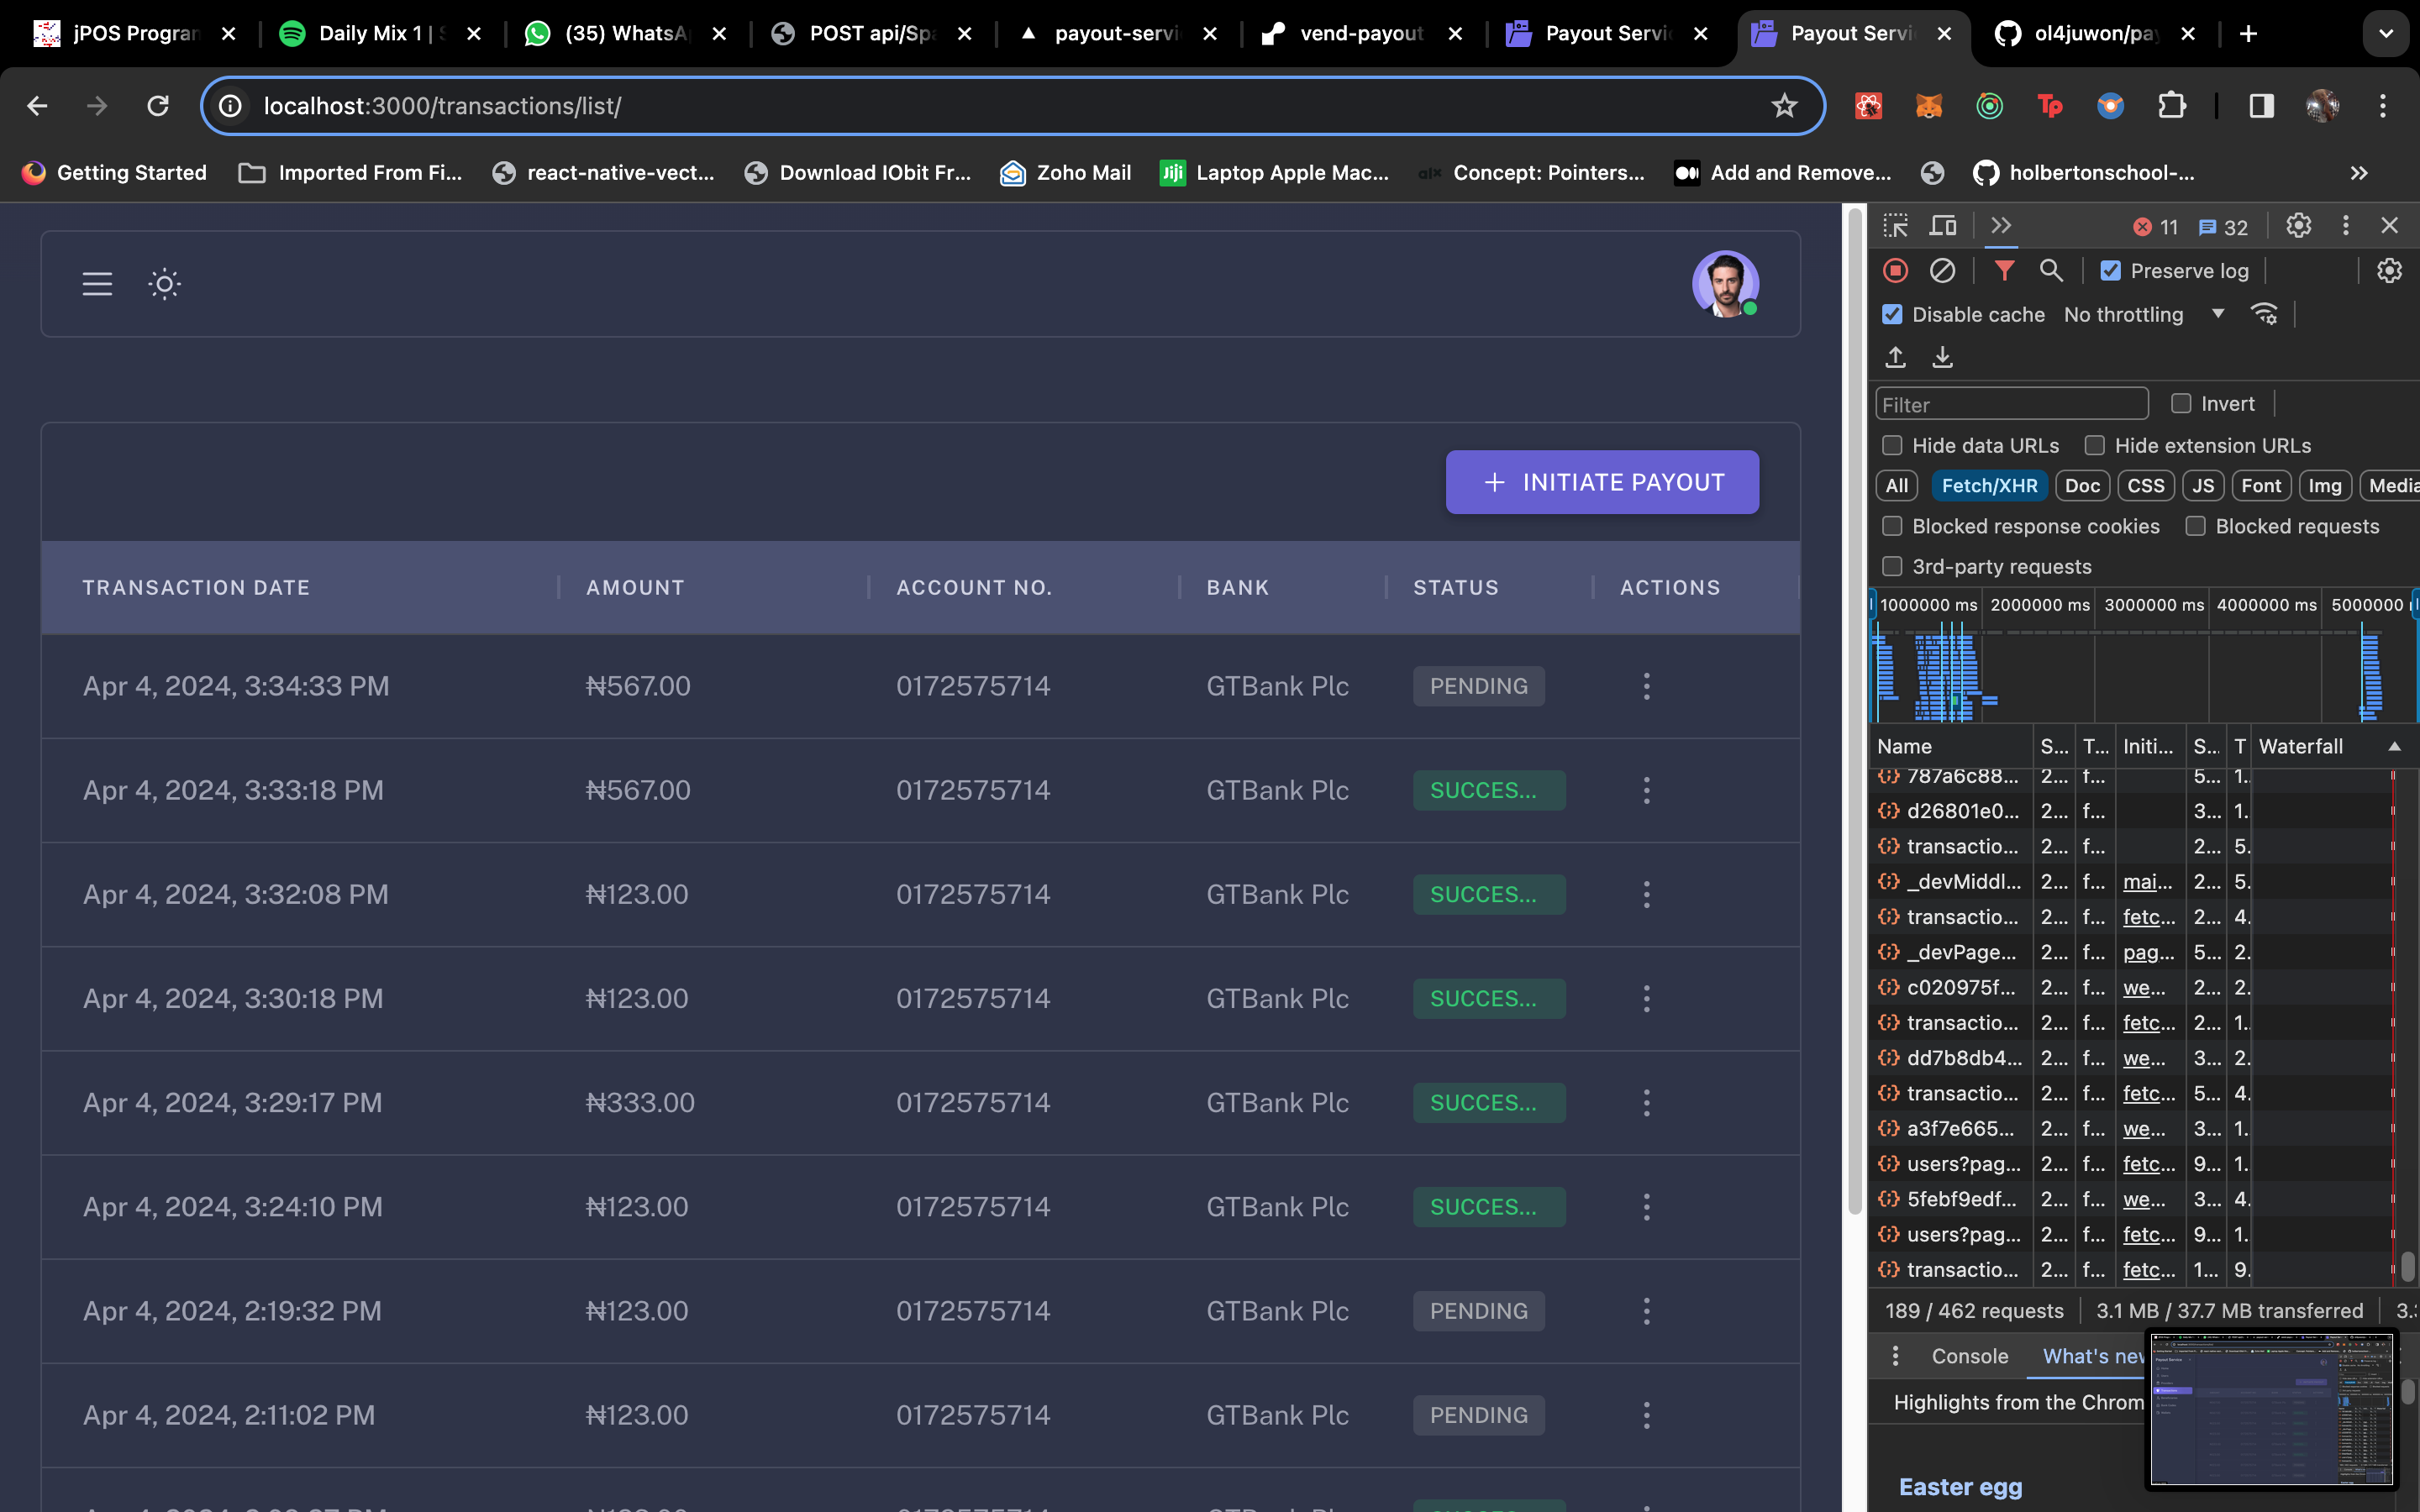 jPOS Progran
Daily Mix 1 | S
(35) WhatsA
POST api/Spa
payout-servi
vend-payout
Payout Servi
Payout Servi
ol4juwon/pay
localhost:3000/transactions/list/
Getting Started
Imported From Fi...
react-native-vect...
Download IObit Fr...
Zoho Mail
Laptop Apple Mac...
Concept: Pointers...
Add and Remove...
holbertonschool-...
INITIATE PAYOUT
TRANSACTION DATE AMOUNT ACCOUNT NO. BANK STATUS ACTIONS
Apr 4, 2024, 3:34:33 PM ₦567.00 0172575714 GTBank Plc PENDING
Apr 4, 2024, 3:33:18 PM ₦567.00 0172575714 GTBank Plc SUCCES...
Apr 4, 2024, 3:32:08 PM ₦123.00 0172575714 GTBank Plc SUCCES...
Apr 4, 2024, 3:30:18 PM ₦123.00 0172575714 GTBank Plc SUCCES...
Apr 4, 2024, 3:29:17 PM ₦333.00 0172575714 GTBank Plc SUCCES...
Apr 4, 2024, 3:24:10 PM ₦123.00 0172575714 GTBank Plc SUCCES...
Apr 4, 2024, 2:19:32 PM ₦123.00 0172575714 GTBank Plc PENDING
Apr 4, 2024, 2:11:02 PM ₦123.00 0172575714 GTBank Plc PENDING
11 32
Preserve log
Disable cache No throttling
Filter Invert
Hide data URLs Hide extension URLs
All Fetch/XHR Doc CSS JS Font Img Media
Blocked response cookies Blocked requests
3rd-party requests
1000000 ms 2000000 ms 3000000 ms 4000000 ms 5000000
Name S... T... Initi... S... T Waterfall
787a6c88... 2... f... 5... 1.
d26801e0... 2... f... 3... 1.
transactio... 2... f... 2... 5.
_devMiddl... 2... f... mai... 2... 5.
transactio... 2... f... fetc... 2... 4.
_devPage... 2... f... pag... 5... 2.
c020975f... 2... f... we... 2... 2.
transactio... 2... f... fetc... 2... 1.
dd7b8db4... 2... f... we... 3... 2.
transactio... 2... f... fetc... 5... 4.
a3f7e665... 2... f... we... 3... 1.
users?pag... 2... f... fetc... 9... 1.
5febf9edf... 2... f... we... 3... 4.
users?pag... 2... f... fetc... 9... 1.
transactio... 2... f... fetc... 1... 9.
189 / 462 requests 3.1 MB / 37.7 MB transferred 3.
Console What's new
Highlights from the Chrom
Easter egg